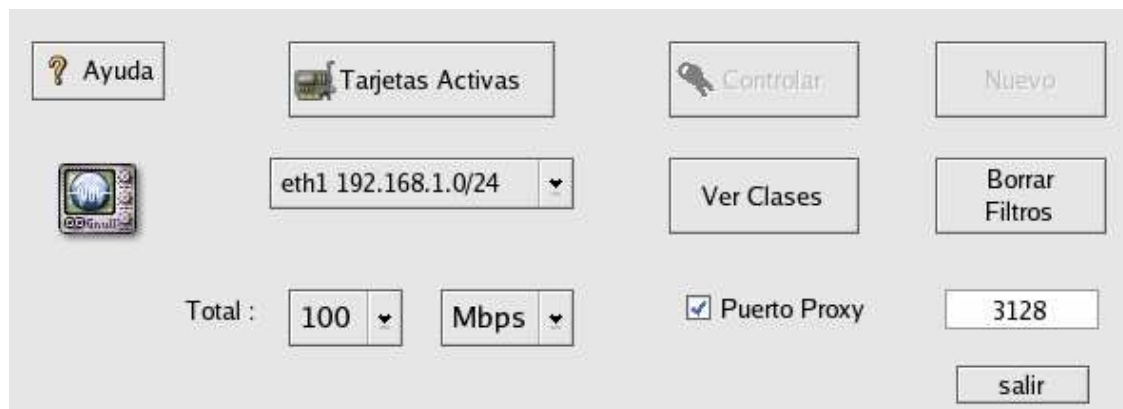 Ayuda
Tarjetas Activas
Controlar
Nuevo
eth1 192.168.1.0/24
Ver Clases
Borrar
Filtros
Total :
100
Mbps
Puerto Proxy
3128
salir